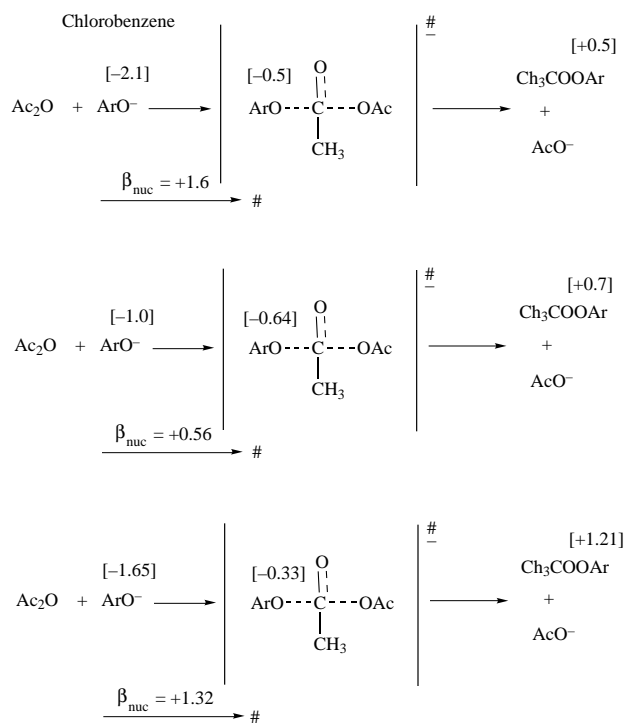 Chlorobenzene
#
[−2.1] [−0.5] O [+0.5]
Ac2O + ArO− ArO C OAc Ch3COOAr
+
CH3 AcO−
βnuc = +1.6 #
#
[−1.0] [−0.64] O [+0.7]
Ac2O + ArO− ArO C OAc Ch3COOAr
+
CH3 AcO−
βnuc = +0.56 #
#
[−1.65] [−0.33] O [+1.21]
Ac2O + ArO− ArO C OAc Ch3COOAr
+
CH3 AcO−
βnuc = +1.32 #